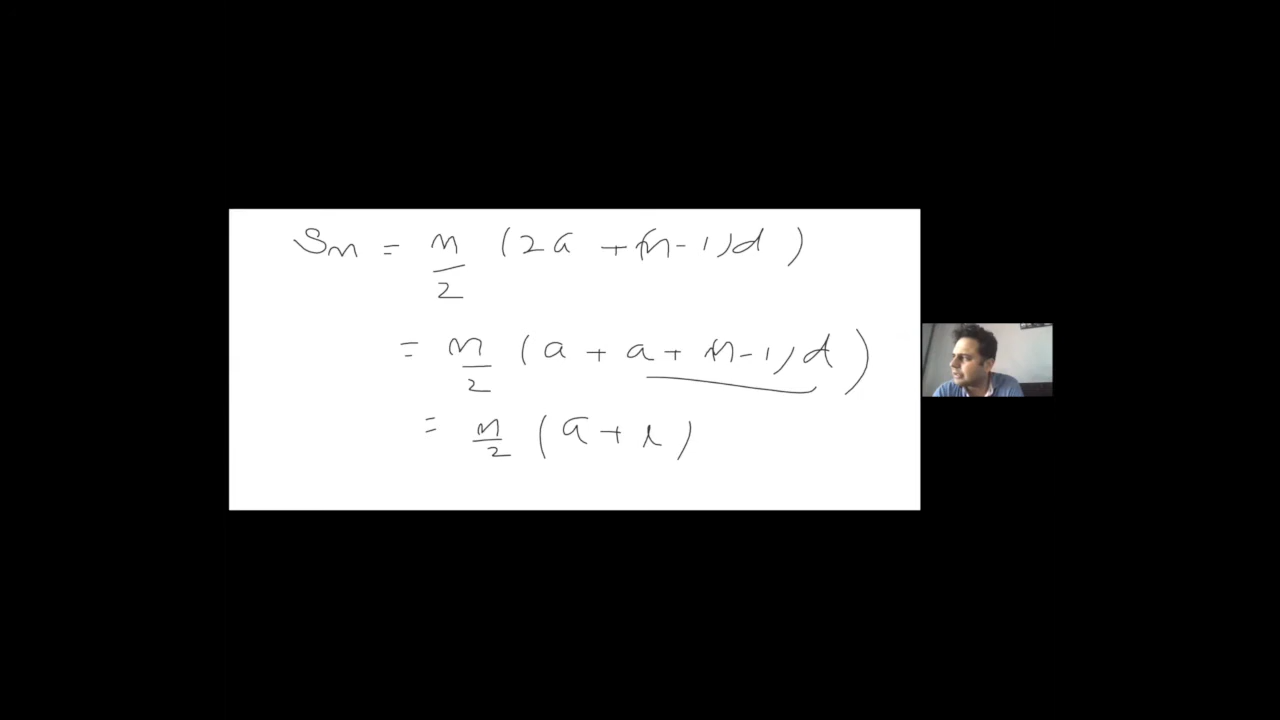 Sn = n/2 (2a + (n-1)d)
= n/2 (a + a + (n-1)d)
= n/2 (a + l)